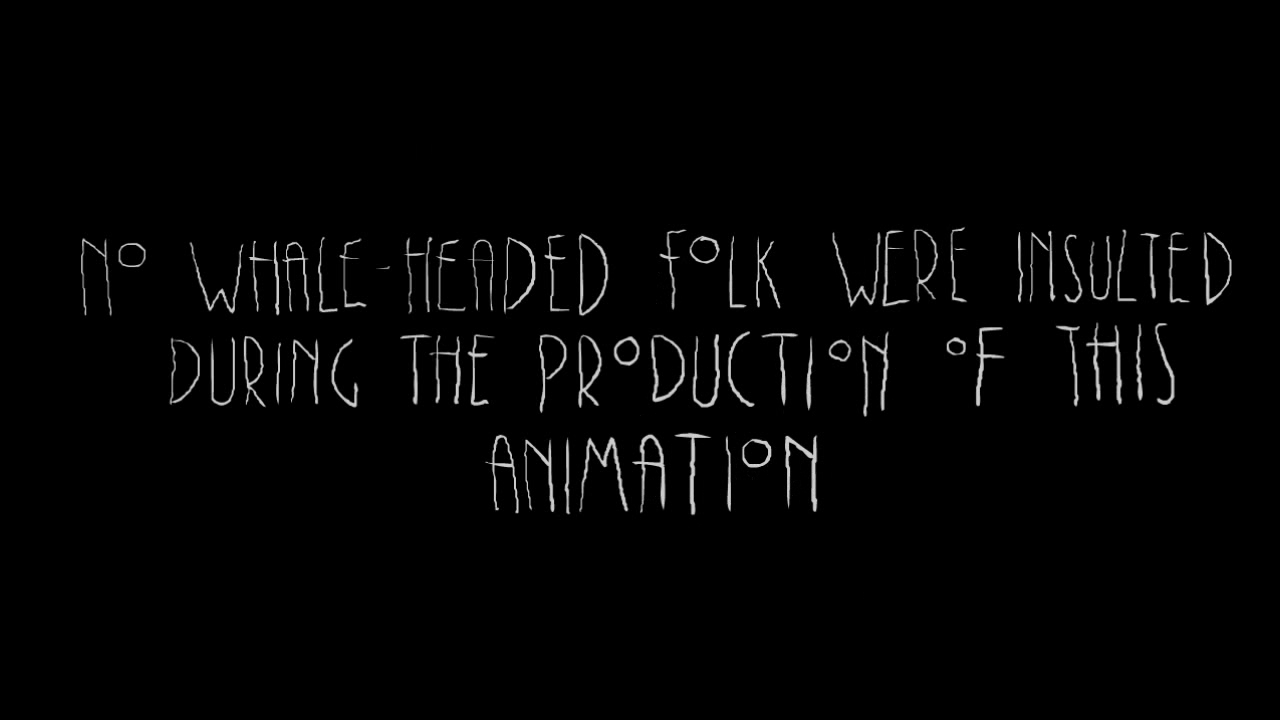 NO WHALE-HEADED FOLK WERE INSULTED
DURING THE PRODUCTION OF THIS
ANIMATION